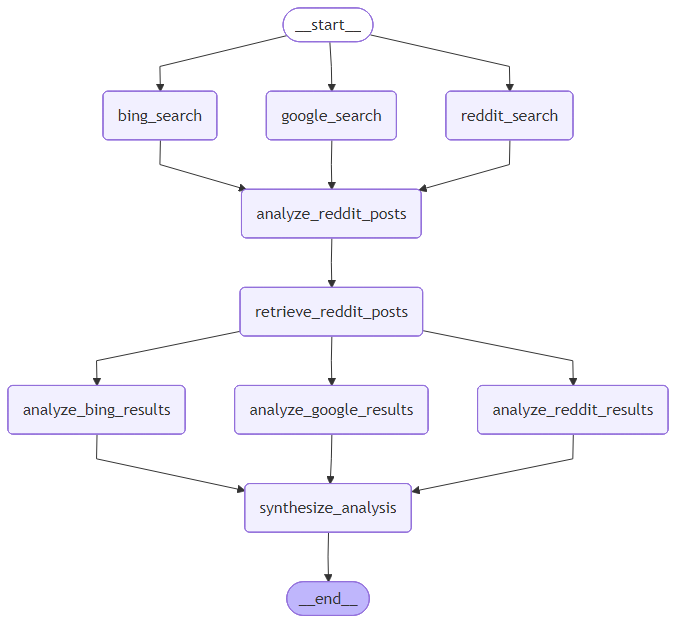 __start__
bing_search
google_search
reddit_search
analyze_reddit_posts
retrieve_reddit_posts
analyze_bing_results
analyze_google_results
analyze_reddit_results
synthesize_analysis
__end__